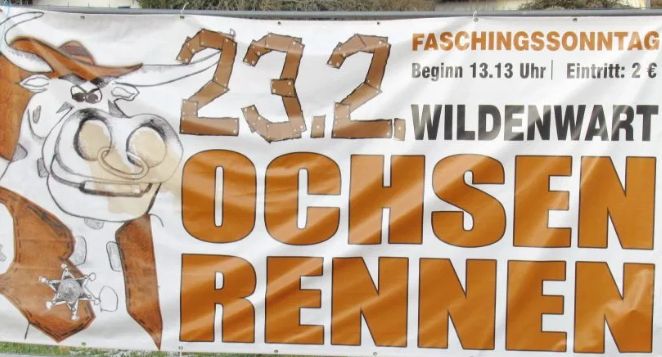 23.2.
FASCHINGSSONNTAG
Beginn 13.13 Uhr | Eintritt: 2 €
WILDENWART
OCHSEN
RENNEN